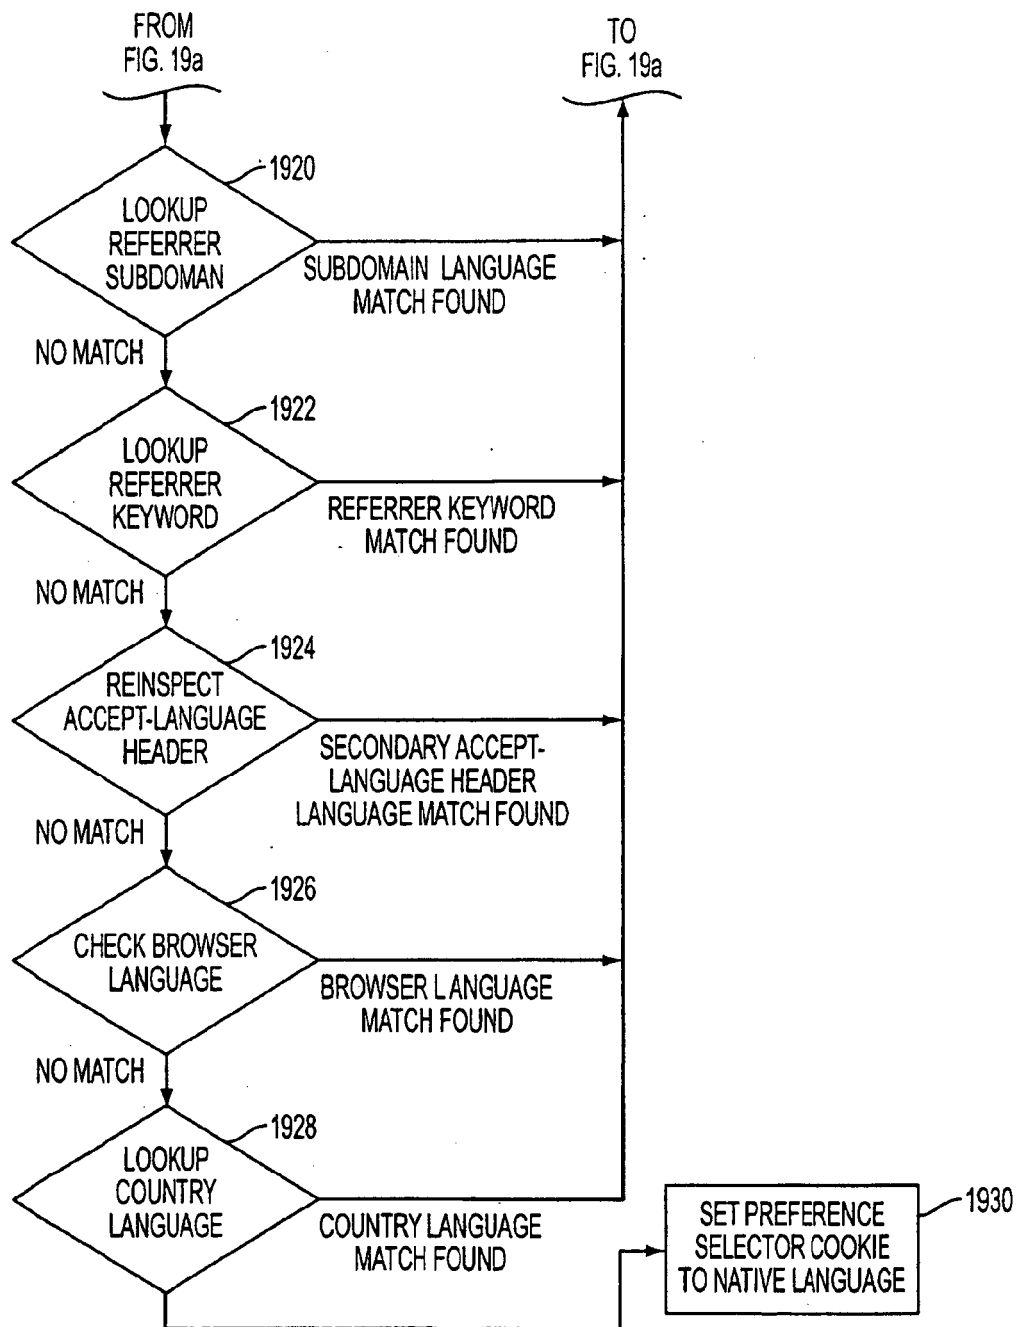 FROM
FIG. 19a
TO
FIG. 19a
1920
LOOKUP
REFERRER
SUBDOMAN
SUBDOMAIN LANGUAGE
MATCH FOUND
NO MATCH
1922
LOOKUP
REFERRER
KEYWORD
REFERRER KEYWORD
MATCH FOUND
NO MATCH
1924
REINSPECT
ACCEPT-LANGUAGE
HEADER
SECONDARY ACCEPT-
LANGUAGE HEADER
LANGUAGE MATCH FOUND
NO MATCH
1926
CHECK BROWSER
LANGUAGE
BROWSER LANGUAGE
MATCH FOUND
NO MATCH
1928
LOOKUP
COUNTRY
LANGUAGE
COUNTRY LANGUAGE
MATCH FOUND
1930
SET PREFERENCE
SELECTOR COOKIE
TO NATIVE LANGUAGE